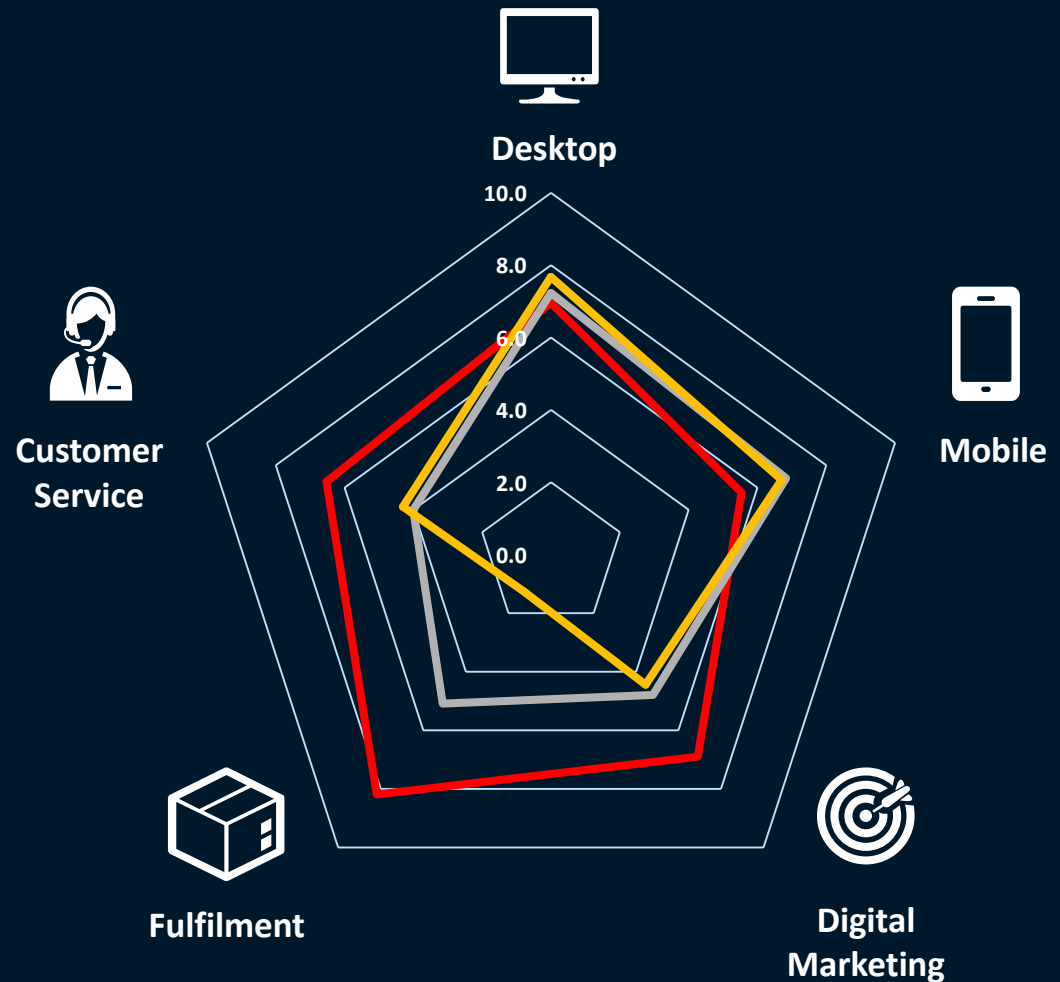 Desktop
10.0
8.0
6.0
4.0
2.0
0.0
Customer
Service
Mobile
Fulfilment
Digital
Marketing